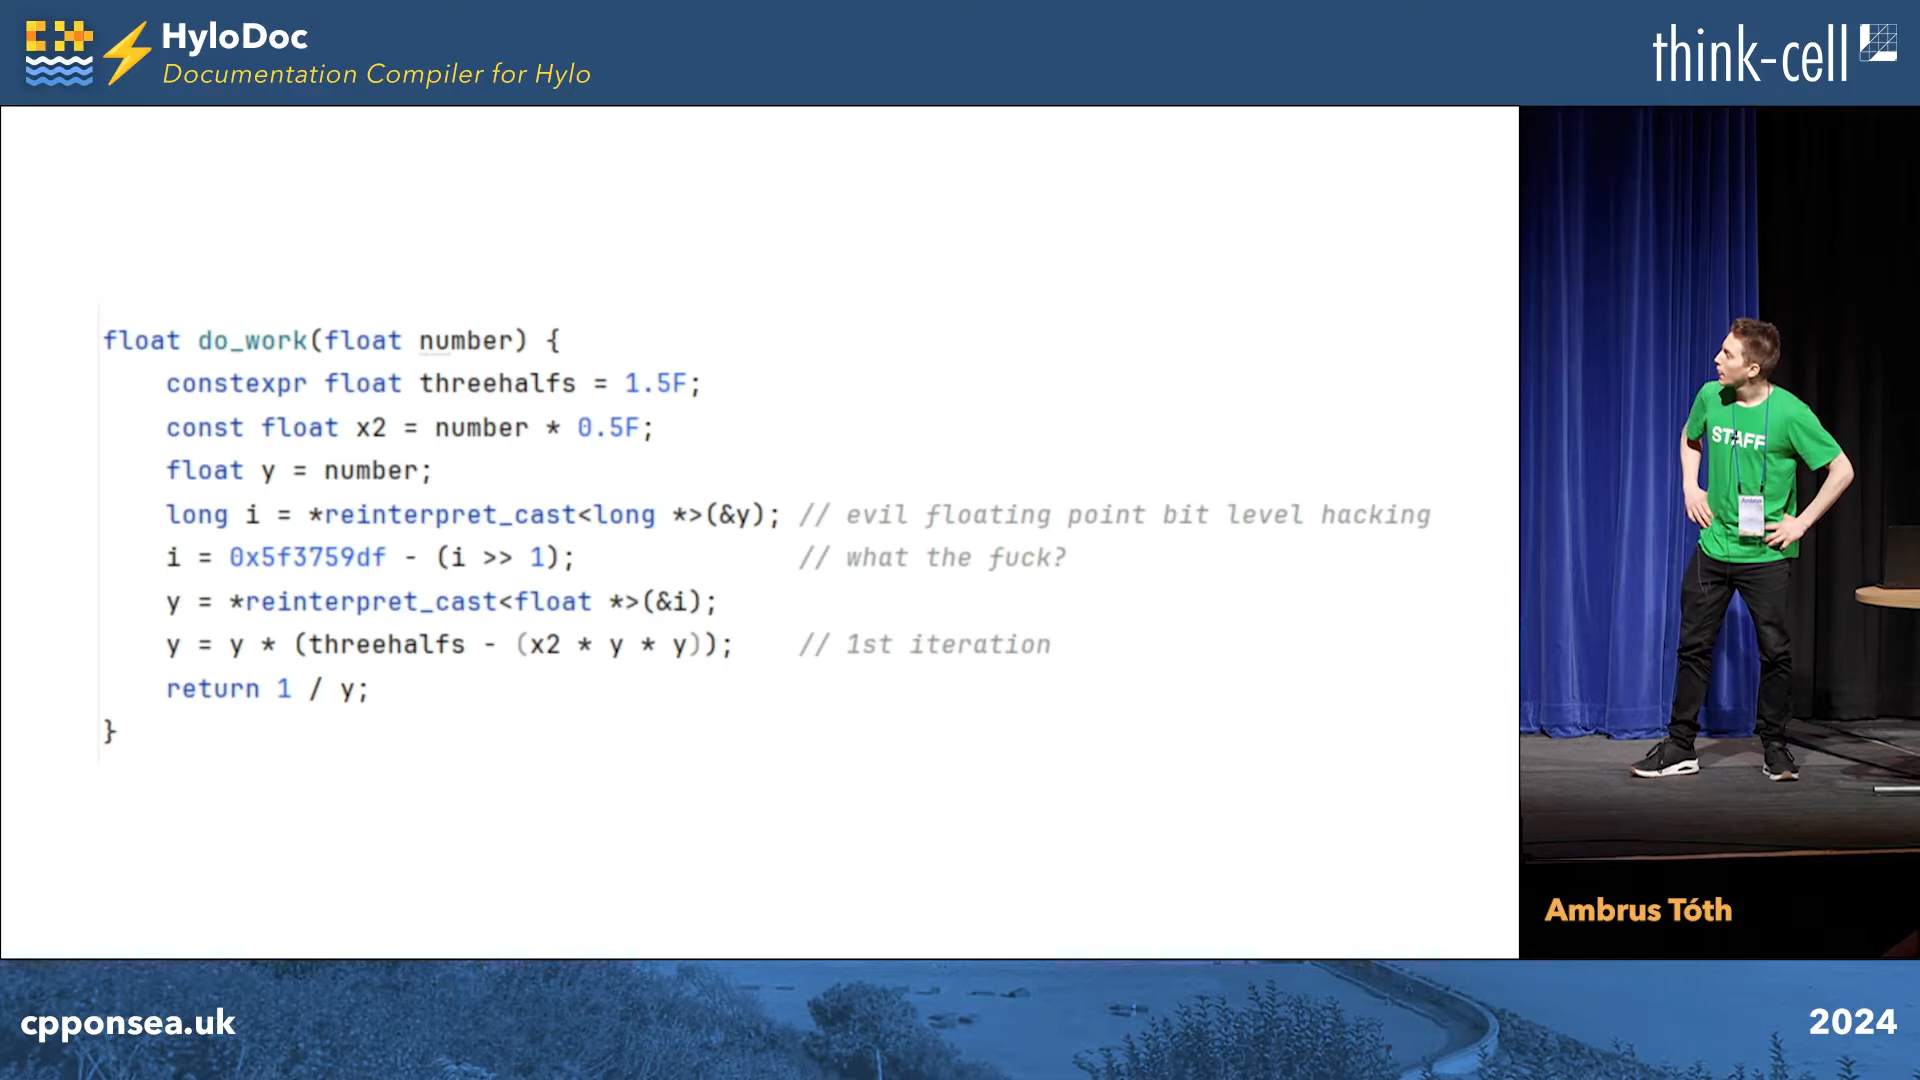 HyloDoc
Documentation Compiler for Hylo
think-cell
float do_work(float number) {
    constexpr float threehalfs = 1.5F;
    const float x2 = number * 0.5F;
    float y = number;
    long i = *reinterpret_cast<long *>(&y); // evil floating point bit level hacking
    i = 0x5f3759df - (i >> 1);              // what the fuck?
    y = *reinterpret_cast<float *>(&i);
    y = y * (threehalfs - (x2 * y * y));    // 1st iteration
    return 1 / y;
}
STAFF
Ambrus
Ambrus Tóth
cpponsea.uk
2024